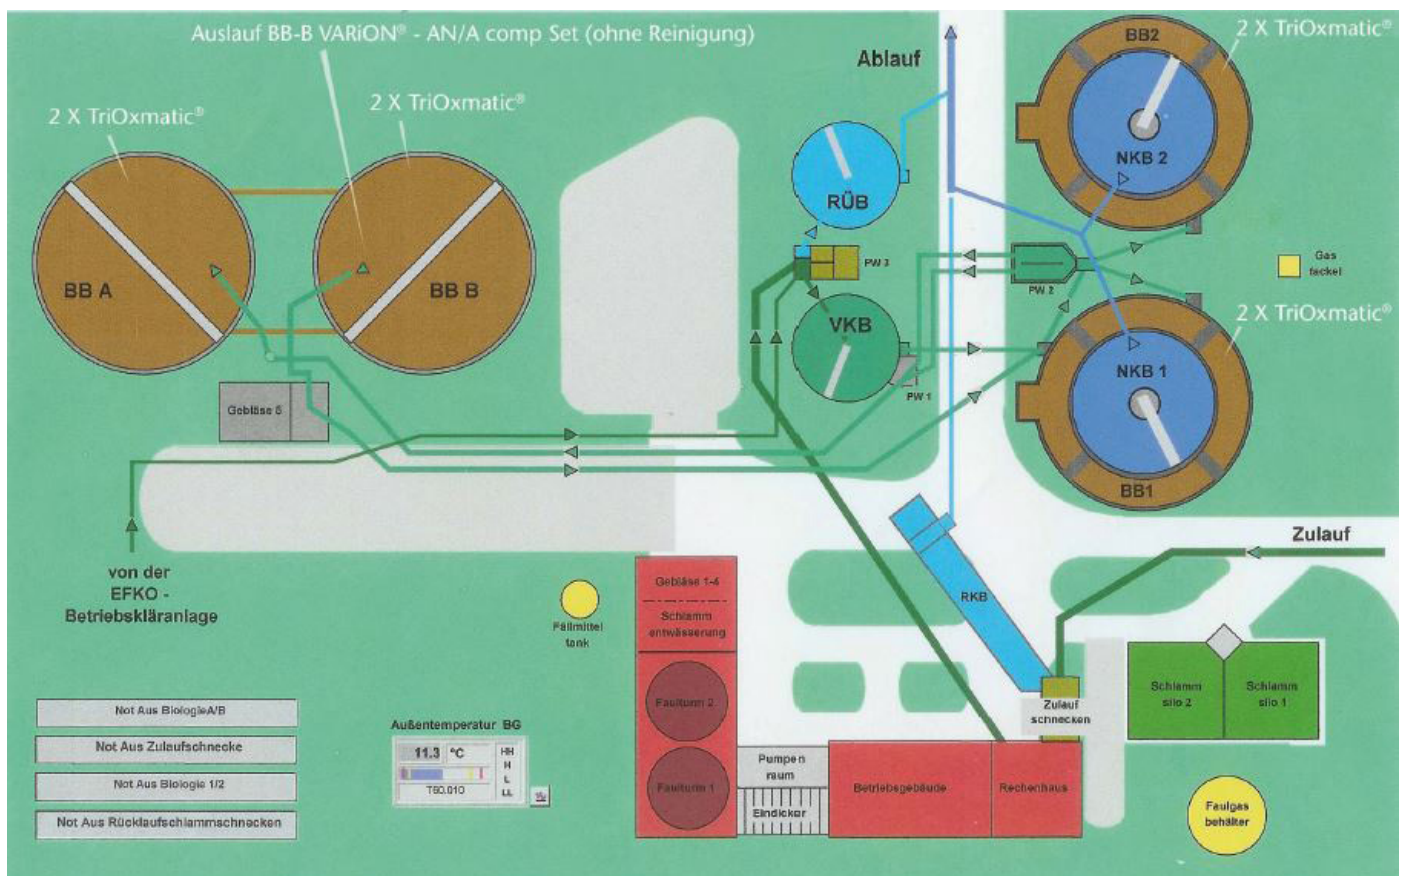 Auslauf BB-B VARiON® - AN/A comp Set (ohne Reinigung)
2 X TriOxmatic®
2 X TriOxmatic®
BB A
BB B
Gebläse 5
von der
EFKO -
Betriebskläranlage
Ablauf
RÜB
PW 3
VKB
PW 1
PW 2
BB2
2 X TriOxmatic®
NKB 2
Gas
fackel
2 X TriOxmatic®
NKB 1
BB1
Zulauf
RKB
Fällmittel
tank
Gebläse 1-4
Schlamm
entwässerung
Faulturm 2
Faulturm 1
Pumpen
raum
Eindicker
Betriebsgebäude
Rechenhaus
Zulauf
schnecken
Schlamm
silo 2
Schlamm
silo 1
Faulgas
behälter
Not Aus BiologieA/B
Not Aus Zulaufschnecke
Not Aus Biologie 1/2
Not Aus Rücklaufschlammschnecken
Außentemperatur BG
11.3 °C
HH
H
L
LL
T60.010